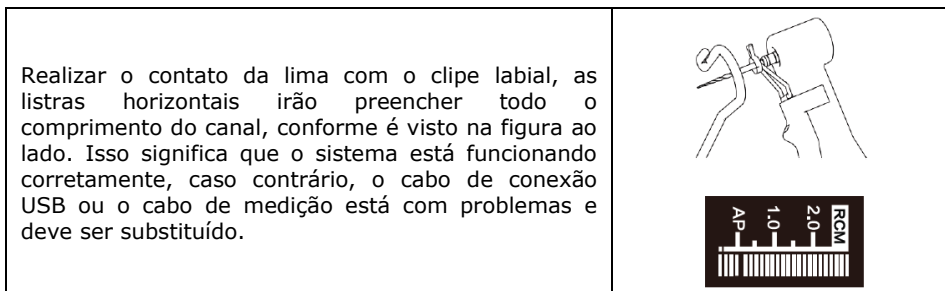 Realizar o contato da lima com o clipe labial, as
listras horizontais irão preencher todo o
comprimento do canal, conforme é visto na figura ao
lado. Isso significa que o sistema está funcionando
corretamente, caso contrário, o cabo de conexão
USB ou o cabo de medição está com problemas e
deve ser substituído.
AP 1.0 2.0 RCM